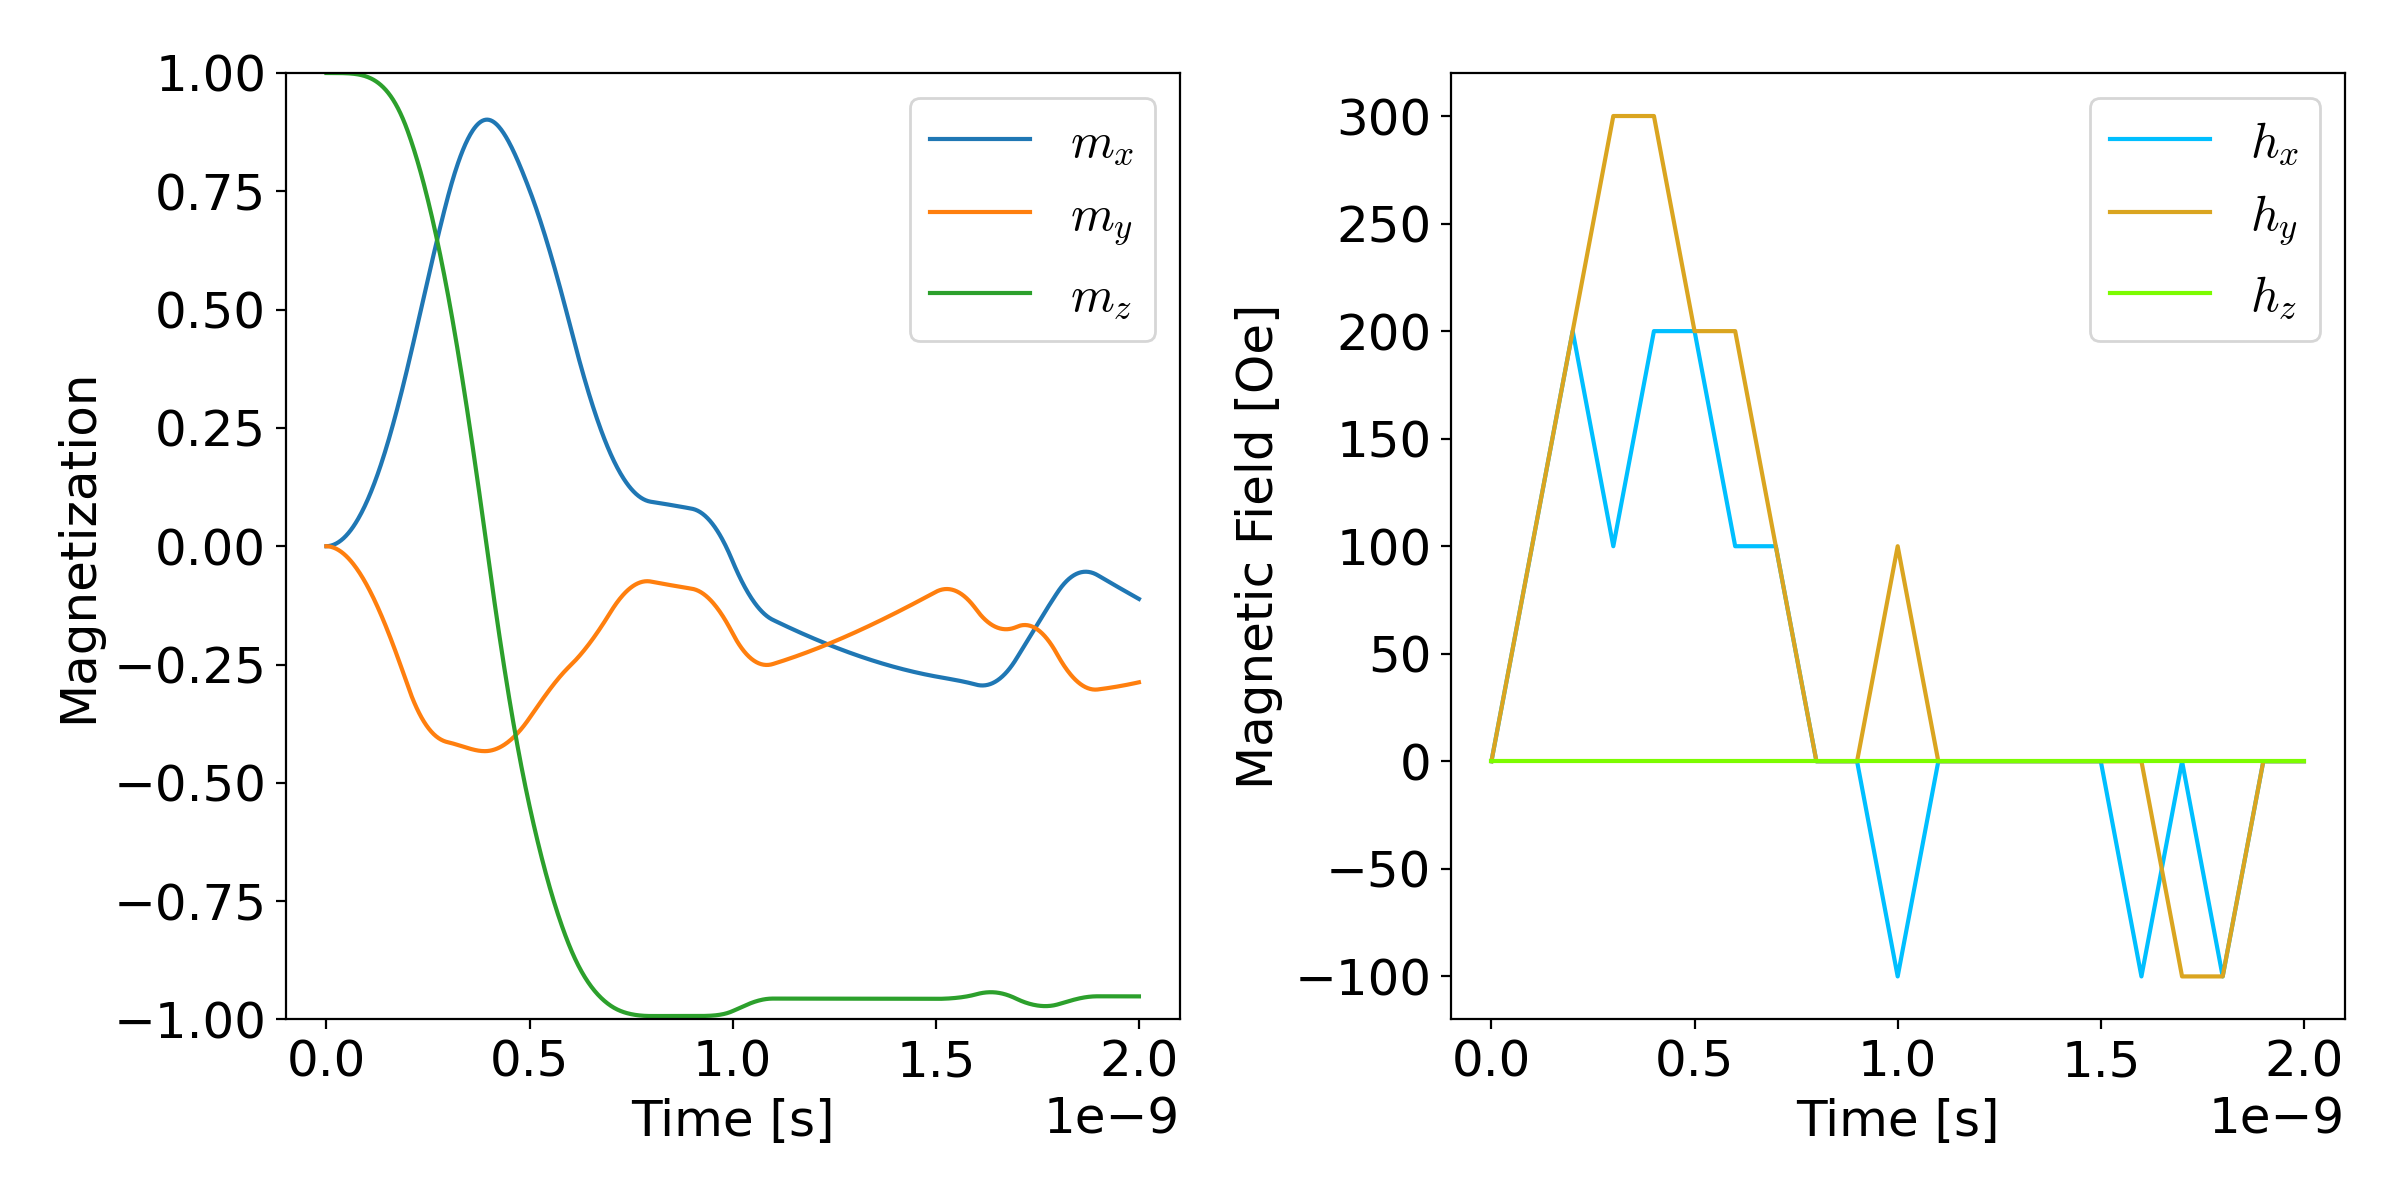 1.00
0.75
0.50
0.25
0.00
−0.25
−0.50
−0.75
−1.00
Magnetization
0.0 0.5 1.0 1.5 2.0
Time [s]
1e−9
m_x
m_y
m_z
300
250
200
150
100
50
0
−50
−100
Magnetic Field [Oe]
0.0 0.5 1.0 1.5 2.0
Time [s]
1e−9
h_x
h_y
h_z